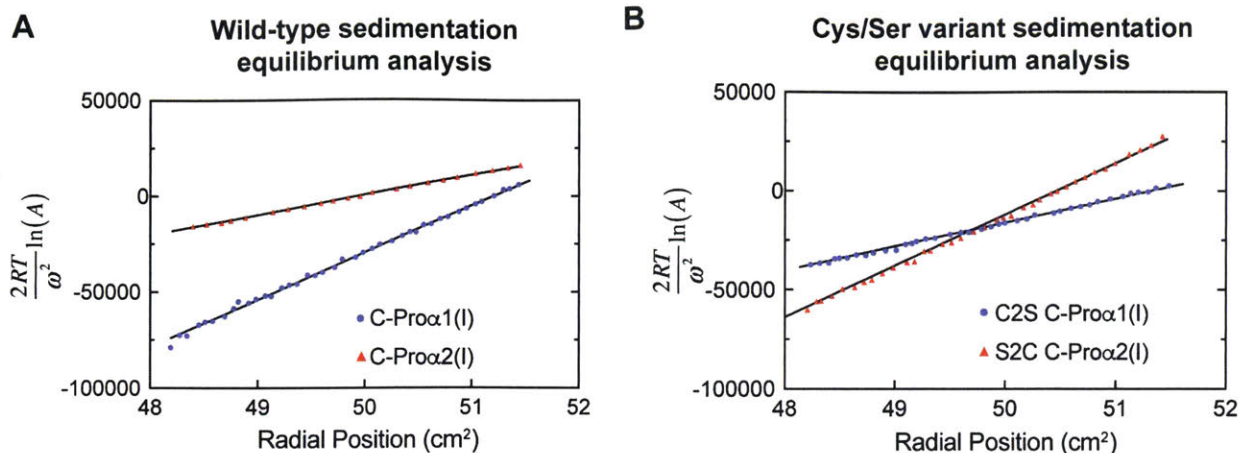 A
Wild-type sedimentation
equilibrium analysis
50000
0
-50000
-100000
2RT/ω² ln(A)
C-Proα1(I)
C-Proα2(I)
48
49
50
51
52
Radial Position (cm²)
B
Cys/Ser variant sedimentation
equilibrium analysis
50000
0
-50000
-100000
2RT/ω² ln(A)
C2S C-Proα1(I)
S2C C-Proα2(I)
48
49
50
51
52
Radial Position (cm²)